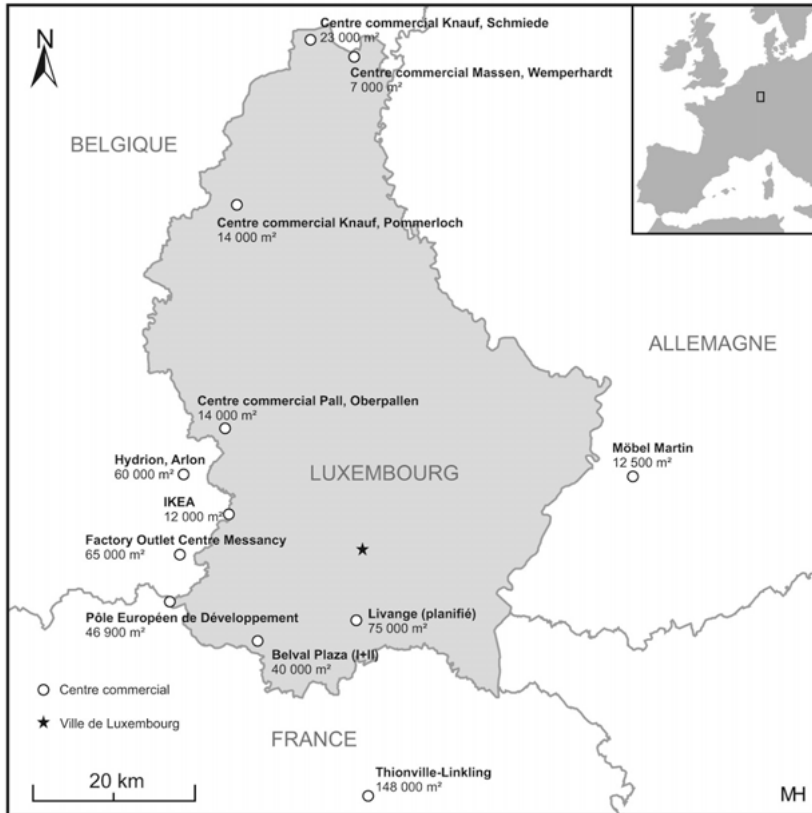 N
Centre commercial Knauf, Schmiede
23 000 m²
Centre commercial Massen, Wemperhardt
7 000 m²
BELGIQUE
Centre commercial Knauf, Pommerloch
14 000 m²
ALLEMAGNE
Centre commercial Pall, Oberpallen
14 000 m²
Hydrion, Arlon
60 000 m²
LUXEMBOURG
Möbel Martin
12 500 m²
IKEA
12 000 m²
Factory Outlet Centre Messancy
65 000 m²
Pôle Européen de Développement
46 900 m²
Livange (planifié)
75 000 m²
Belval Plaza (I+II)
40 000 m²
Centre commercial
Ville de Luxembourg
FRANCE
20 km
Thionville-Linkling
148 000 m²
MH